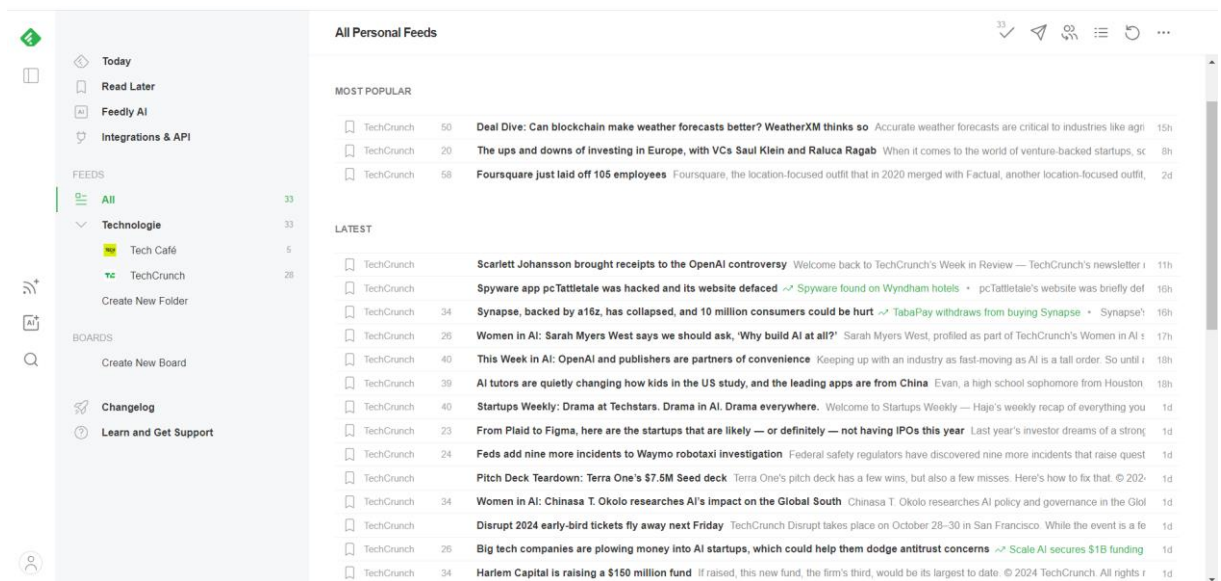 All Personal Feeds
33
Today
Read Later
AI Feedly AI
Integrations & API
FEEDS
All 33
Technologie 33
Tech Café 5
TC TechCrunch 28
Create New Folder
BOARDS
Create New Board
Changelog
Learn and Get Support
AI
MOST POPULAR
TechCrunch 50 Deal Dive: Can blockchain make weather forecasts better? WeatherXM thinks so Accurate weather forecasts are critical to industries like agri 15h
TechCrunch 20 The ups and downs of investing in Europe, with VCs Saul Klein and Raluca Ragab When it comes to the world of venture-backed startups, sc 8h
TechCrunch 58 Foursquare just laid off 105 employees Foursquare, the location-focused outfit that in 2020 merged with Factual, another location-focused outfit, 2d
LATEST
TechCrunch Scarlett Johansson brought receipts to the OpenAI controversy Welcome back to TechCrunch's Week in Review — TechCrunch's newsletter 11h
TechCrunch Spyware app pcTattletale was hacked and its website defaced Spyware found on Wyndham hotels • pcTattletale's website was briefly def 16h
TechCrunch 34 Synapse, backed by a16z, has collapsed, and 10 million consumers could be hurt TabaPay withdraws from buying Synapse • Synapse's 16h
TechCrunch 26 Women in AI: Sarah Myers West says we should ask, 'Why build AI at all?' Sarah Myers West, profiled as part of TechCrunch's Women in AI s 17h
TechCrunch 40 This Week in AI: OpenAI and publishers are partners of convenience Keeping up with an industry as fast-moving as AI is a tall order. So until 18h
TechCrunch 39 AI tutors are quietly changing how kids in the US study, and the leading apps are from China Evan, a high school sophomore from Houston, 18h
TechCrunch 40 Startups Weekly: Drama at Techstars. Drama in AI. Drama everywhere. Welcome to Startups Weekly — Haje's weekly recap of everything you 1d
TechCrunch 23 From Plaid to Figma, here are the startups that are likely — or definitely — not having IPOs this year Last year's investor dreams of a strong 1d
TechCrunch 24 Feds add nine more incidents to Waymo robotaxi investigation Federal safety regulators have discovered nine more incidents that raise quest 1d
TechCrunch Pitch Deck Teardown: Terra One's $7.5M Seed deck Terra One's pitch deck has a few wins, but also a few misses. Here's how to fix that. © 202 1d
TechCrunch 34 Women in AI: Chinasa T. Okolo researches AI's impact on the Global South Chinasa T. Okolo researches AI policy and governance in the Glol 1d
TechCrunch Disrupt 2024 early-bird tickets fly away next Friday TechCrunch Disrupt takes place on October 28–30 in San Francisco. While the event is a fe 1d
TechCrunch 26 Big tech companies are plowing money into AI startups, which could help them dodge antitrust concerns Scale AI secures $1B funding 1d
TechCrunch 34 Harlem Capital is raising a $150 million fund If raised, this new fund, the firm's third, would be its largest to date. © 2024 TechCrunch. All rights r 1d